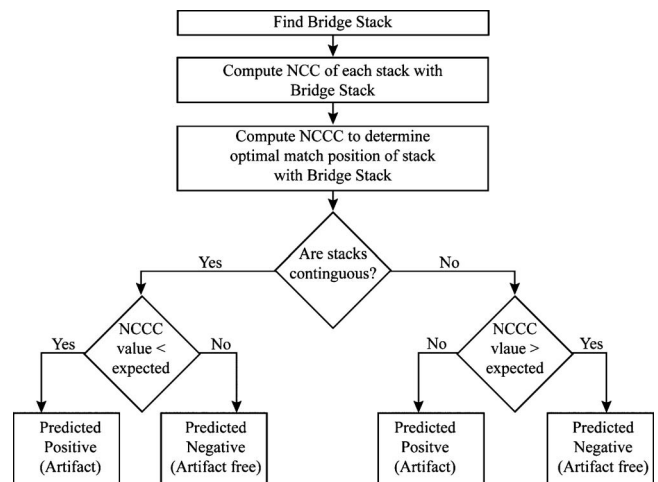 Find Bridge Stack
Compute NCC of each stack with
Bridge Stack
Compute NCCC to determine
optimal match position of stack
with Bridge Stack
Are stacks
continguous?
Yes
No
NCCC
value <
expected
Yes
No
NCCC
vlaue >
expected
No
Yes
Predicted
Positive
(Artifact)
Predicted
Negative
(Artifact free)
Predicted
Positve
(Artifact)
Predicted
Negative
(Artifact free)